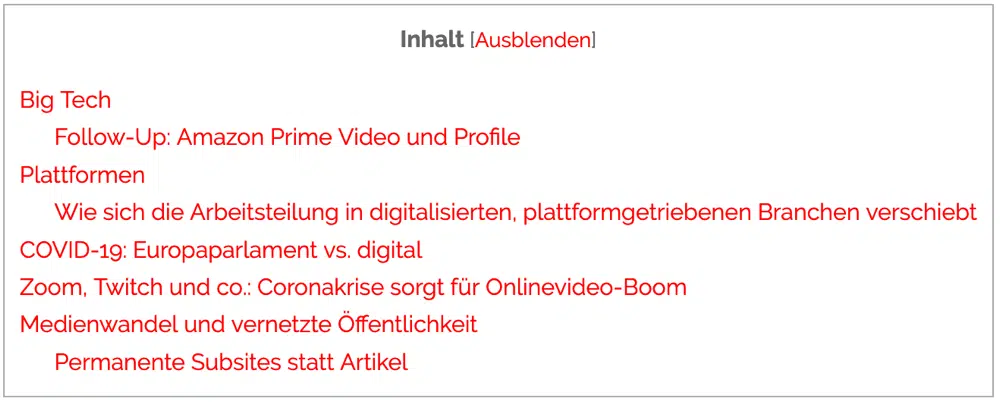 Inhalt [Ausblenden]
Big Tech
Follow-Up: Amazon Prime Video und Profile
Plattformen
Wie sich die Arbeitsteilung in digitalisierten, plattformgetriebenen Branchen verschiebt
COVID-19: Europaparlament vs. digital
Zoom, Twitch und co.: Coronakrise sorgt für Onlinevideo-Boom
Medienwandel und vernetzte Öffentlichkeit
Permanente Subsites statt Artikel